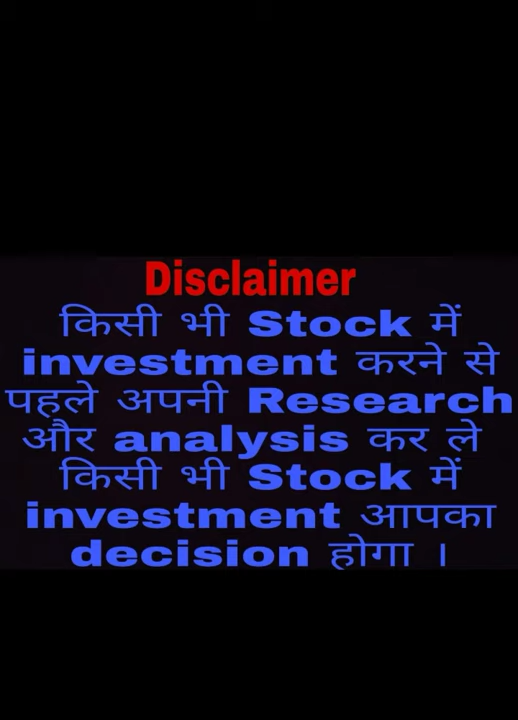 Disclaimer
किसी भी Stock में
investment करने से
पहले अपनी Research
और analysis कर ले
किसी भी Stock में
investment आपका
decision होगा ।